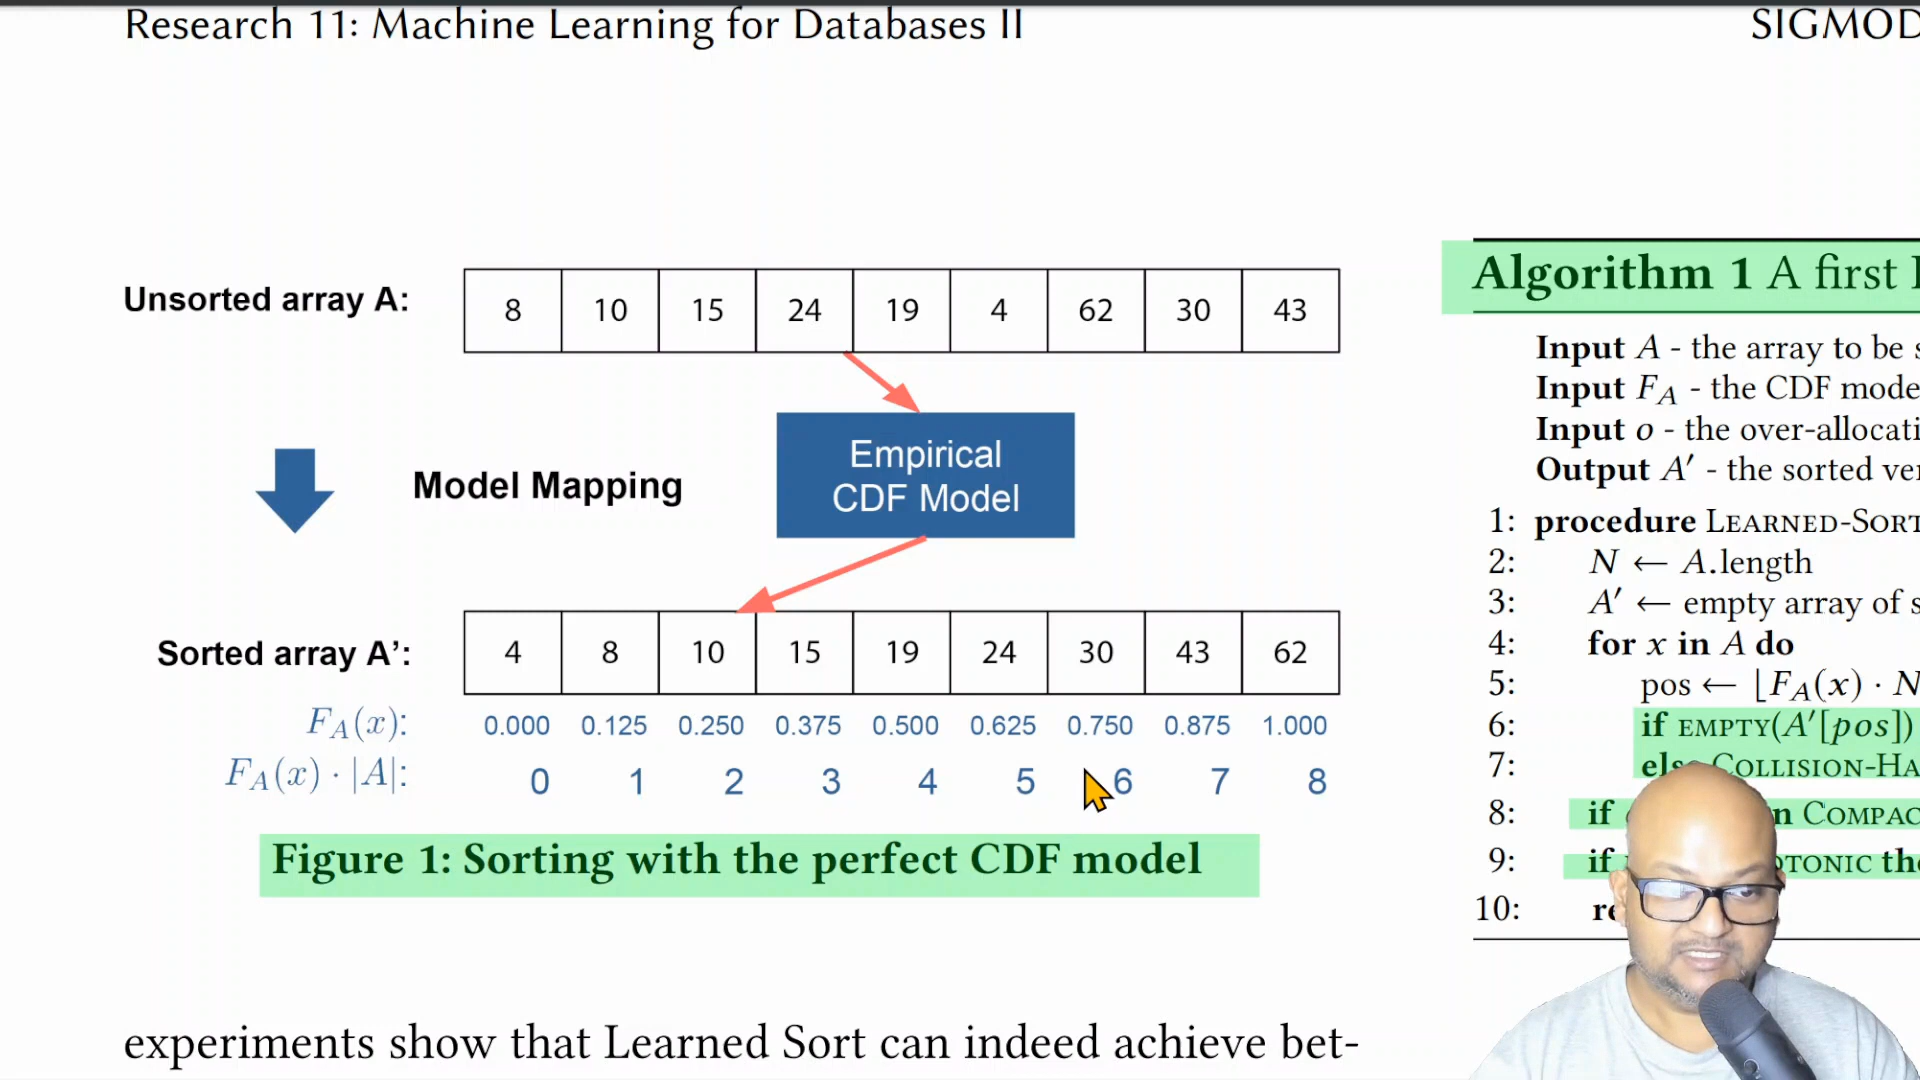 Research 11: Machine Learning for Databases II
SIGMOD
Unsorted array A:
8 10 15 24 19 4 62 30 43
Model Mapping
Empirical
CDF Model
Sorted array A’:
4 8 10 15 19 24 30 43 62
F_A(x): 0.000 0.125 0.250 0.375 0.500 0.625 0.750 0.875 1.000
F_A(x) · |A|: 0 1 2 3 4 5 6 7 8
Figure 1: Sorting with the perfect CDF model
experiments show that Learned Sort can indeed achieve bet-
Algorithm 1 A first
Input A - the array to be
Input F_A - the CDF
Input o - the
Output A′ - the sorted
1: procedure
2: N ← A.length
3: A′ ← empty array of
4: for x in A do
5: pos ← ⌊F_A(x) · N
6: if EMPTY(A′[pos])
7:
8: if
9: if
10: